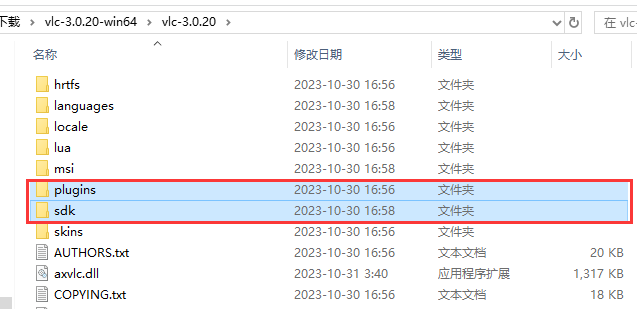 下载 › vlc-3.0.20-win64 › vlc-3.0.20 › 在 vlc-
名称 修改日期 类型 大小
hrtfs 2023-10-30 16:56 文件夹
languages 2023-10-30 16:58 文件夹
locale 2023-10-30 16:56 文件夹
lua 2023-10-30 16:56 文件夹
msi 2023-10-30 16:58 文件夹
plugins 2023-10-30 16:56 文件夹
sdk 2023-10-30 16:58 文件夹
skins 2023-10-30 16:56 文件夹
AUTHORS.txt 2023-10-30 16:56 文本文档 20 KB
axvlc.dll 2023-10-31 3:40 应用程序扩展 1,317 KB
COPYING.txt 2023-10-30 16:56 文本文档 18 KB